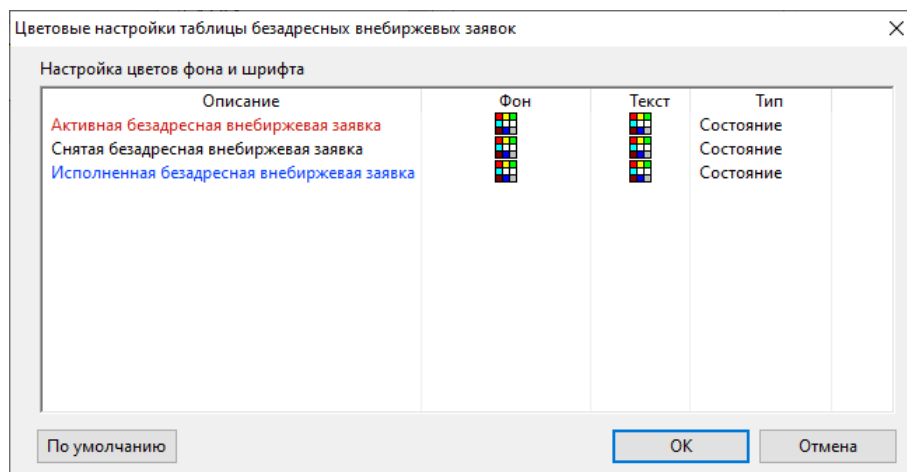 Цветовые настройки таблицы безадресных внебиржевых заявок
Настройка цветов фона и шрифта
Описание Фон Текст Тип
Активная безадресная внебиржевая заявка Состояние
Снятая безадресная внебиржевая заявка Состояние
Исполненная безадресная внебиржевая заявка Состояние
По умолчанию ОК Отмена